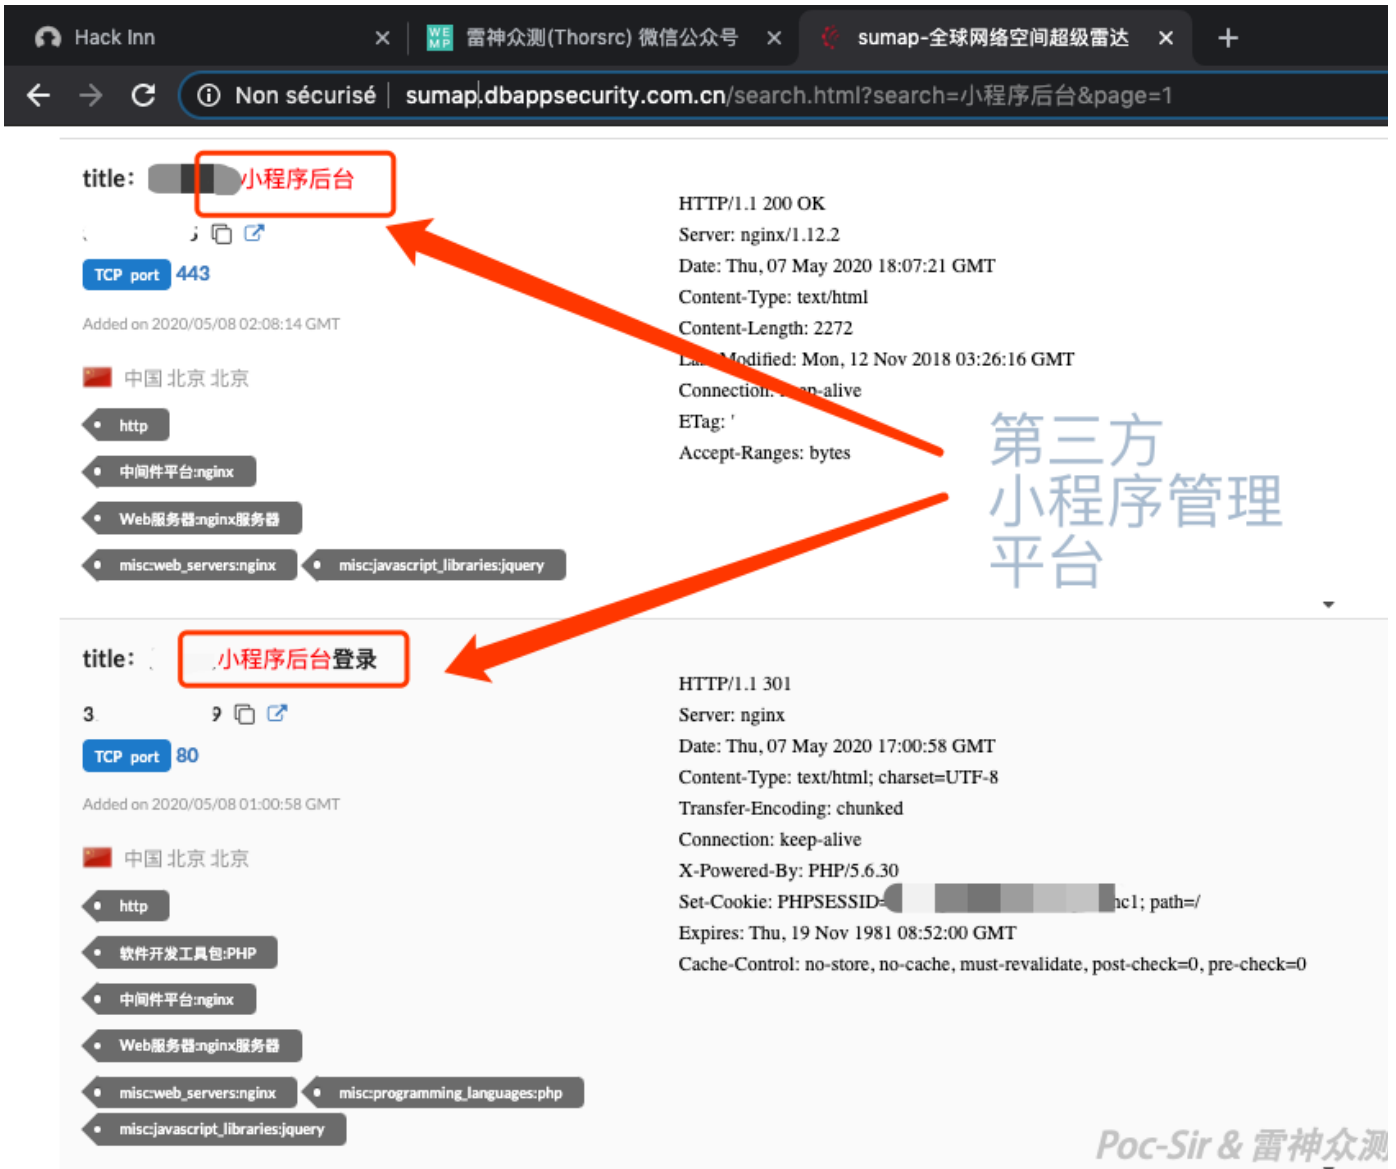 Hack Inn
WE MP 雷神众测(Thorsrc) 微信公众号
sumap-全球网络空间超级雷达
Non sécurisé
sumap.dbappsecurity.com.cn/search.html?search=小程序后台&page=1
title: 小程序后台
TCP port 443
Added on 2020/05/08 02:08:14 GMT
中国 北京 北京
http
中间件平台:nginx
Web服务器:nginx服务器
misc:web_servers:nginx
misc:javascript_libraries:jquery
HTTP/1.1 200 OK
Server: nginx/1.12.2
Date: Thu, 07 May 2020 18:07:21 GMT
Content-Type: text/html
Content-Length: 2272
Modified: Mon, 12 Nov 2018 03:26:16 GMT
Connection: keep-alive
ETag: '
Accept-Ranges: bytes
第三方
小程序管理
平台
title: 小程序后台登录
3. 9
TCP port 80
Added on 2020/05/08 01:00:58 GMT
中国 北京 北京
http
软件开发工具包:PHP
中间件平台:nginx
Web服务器:nginx服务器
misc:web_servers:nginx
misc:programming_languages:php
misc:javascript_libraries:jquery
HTTP/1.1 301
Server: nginx
Date: Thu, 07 May 2020 17:00:58 GMT
Content-Type: text/html; charset=UTF-8
Transfer-Encoding: chunked
Connection: keep-alive
X-Powered-By: PHP/5.6.30
Set-Cookie: PHPSESSID= hc1; path=/
Expires: Thu, 19 Nov 1981 08:52:00 GMT
Cache-Control: no-store, no-cache, must-revalidate, post-check=0, pre-check=0
Poc-Sir & 雷神众测